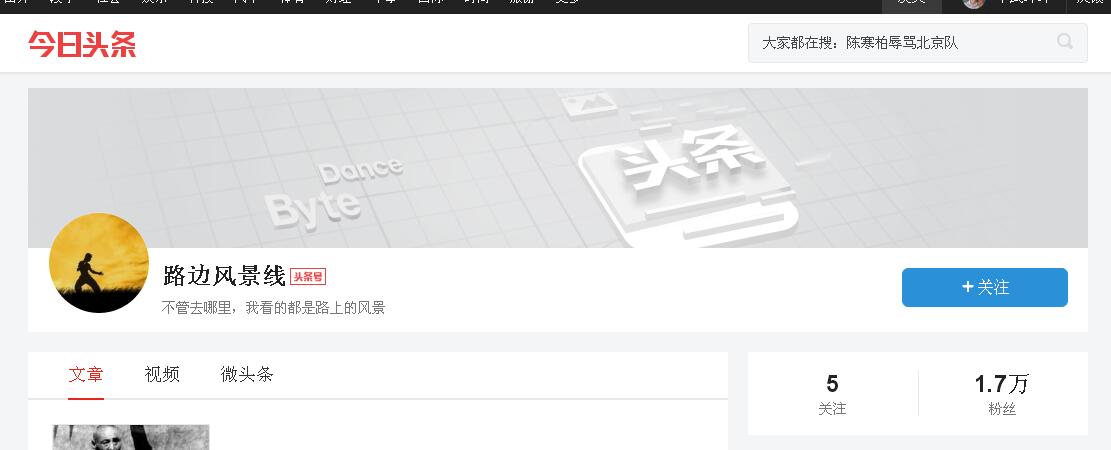 今日头条
大家都在搜：陈寒柏辱骂北京队
Dance
Byte
头条
路边风景线 头条号
不管去哪里，我看的都是路上的风景
+ 关注
文章 视频 微头条
5 1.7万
关注 粉丝